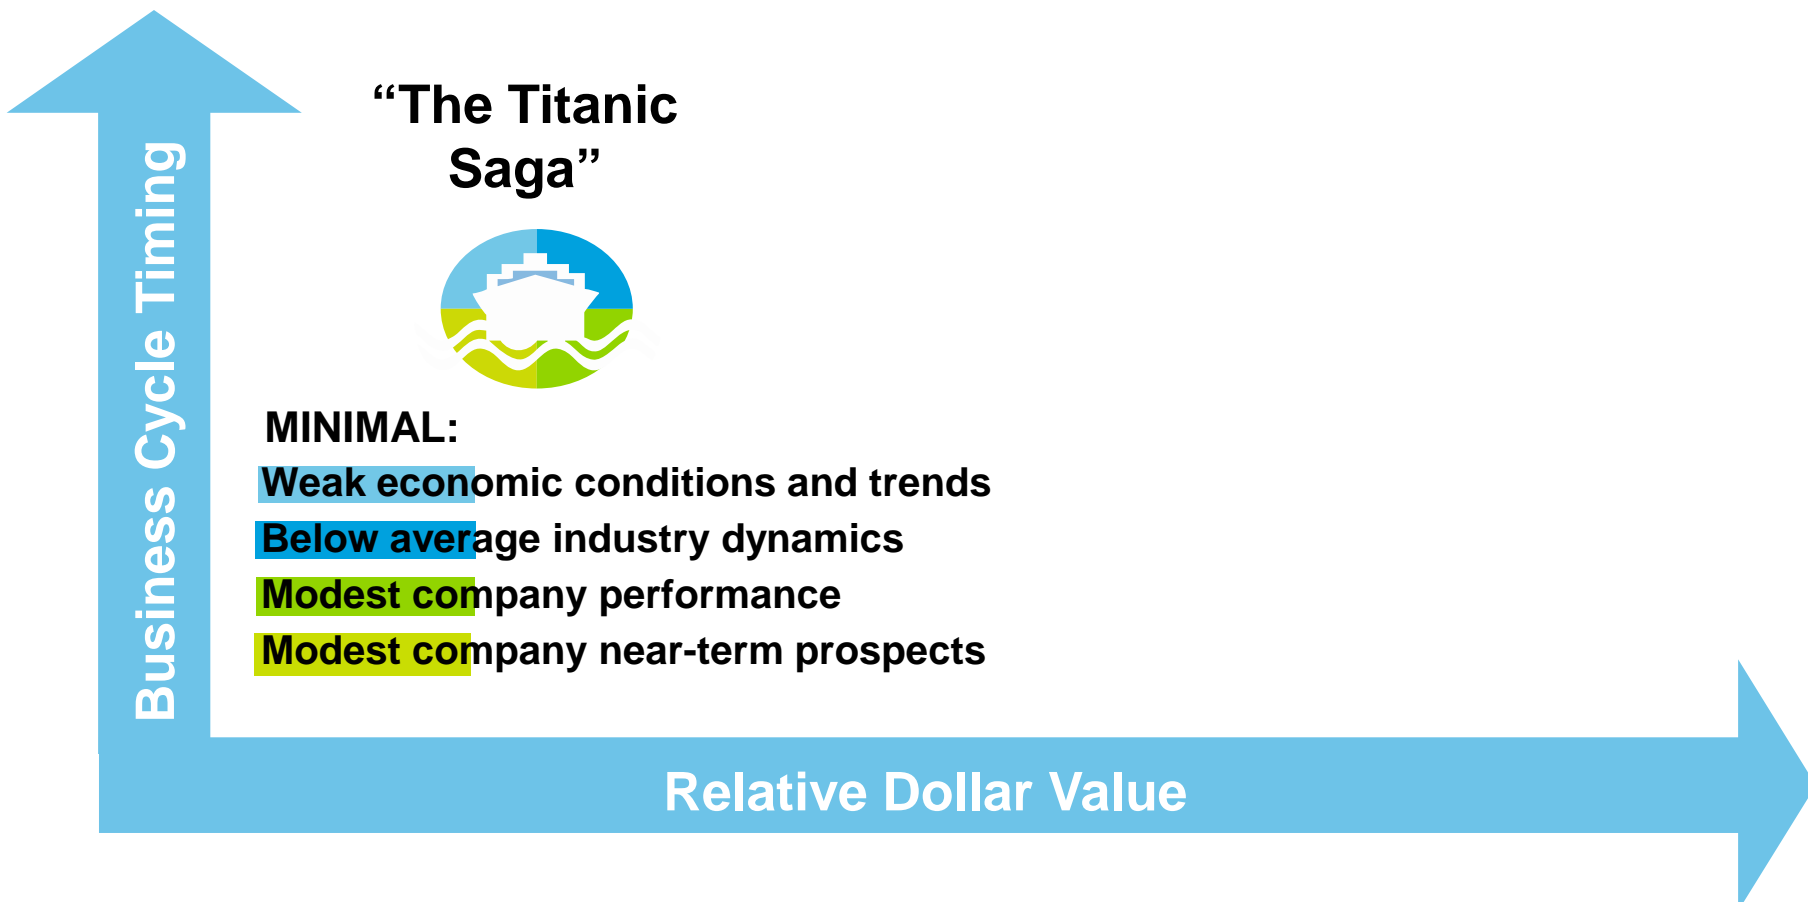 “The Titanic
Saga”
Business Cycle Timing
MINIMAL:
Weak economic conditions and trends
Below average industry dynamics
Modest company performance
Modest company near-term prospects
Relative Dollar Value